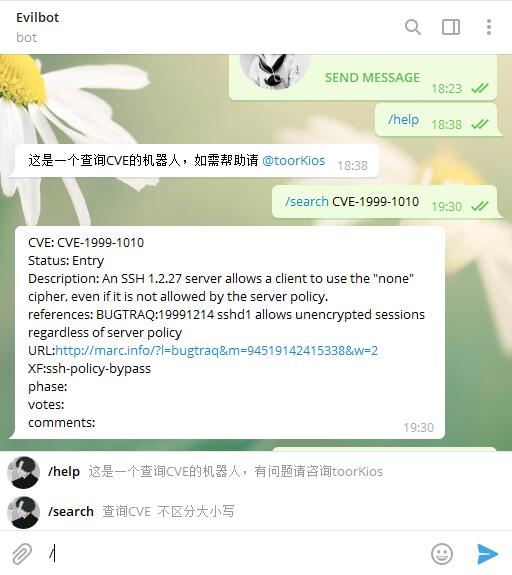 Evilbot
bot
SEND MESSAGE
18:23
/help
18:38
这是一个查询CVE的机器人，如需帮助请 @toorKios
18:38
/search CVE-1999-1010
19:30
CVE: CVE-1999-1010
Status: Entry
Description: An SSH 1.2.27 server allows a client to use the "none"
cipher, even if it is not allowed by the server policy.
references: BUGTRAQ:19991214 sshd1 allows unencrypted sessions
regardless of server policy
URL:http://marc.info/?l=bugtraq&m=94519142415338&w=2
XF:ssh-policy-bypass
phase:
votes:
comments:
19:30
/help 这是一个查询CVE的机器人，有问题请咨询toorKios
/search 查询CVE 不区分大小写
/